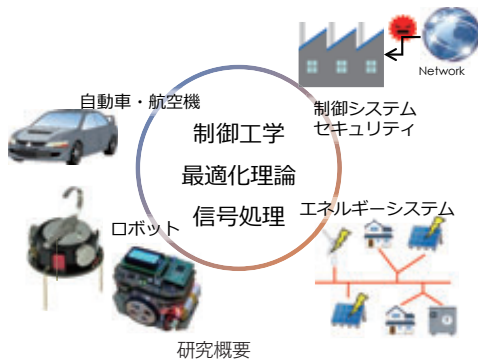 Network
自動車・航空機
制御システム
セキュリティ
制御工学
最適化理論
信号処理
エネルギーシステム
ロボット
研究概要